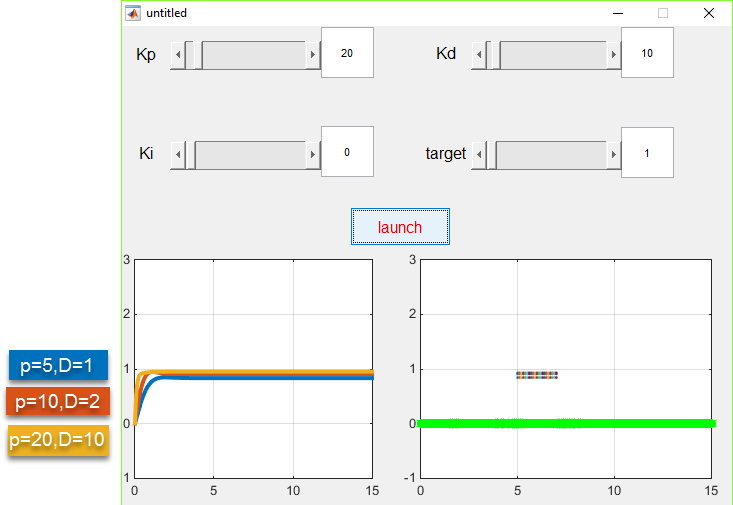 untitled
Kp 20 Kd 10
Ki 0 target 1
launch
3 3
2 2
1 1
0 0
1 -1
0 5 10 15 0 5 10 15
p=5,D=1
p=10,D=2
p=20,D=10